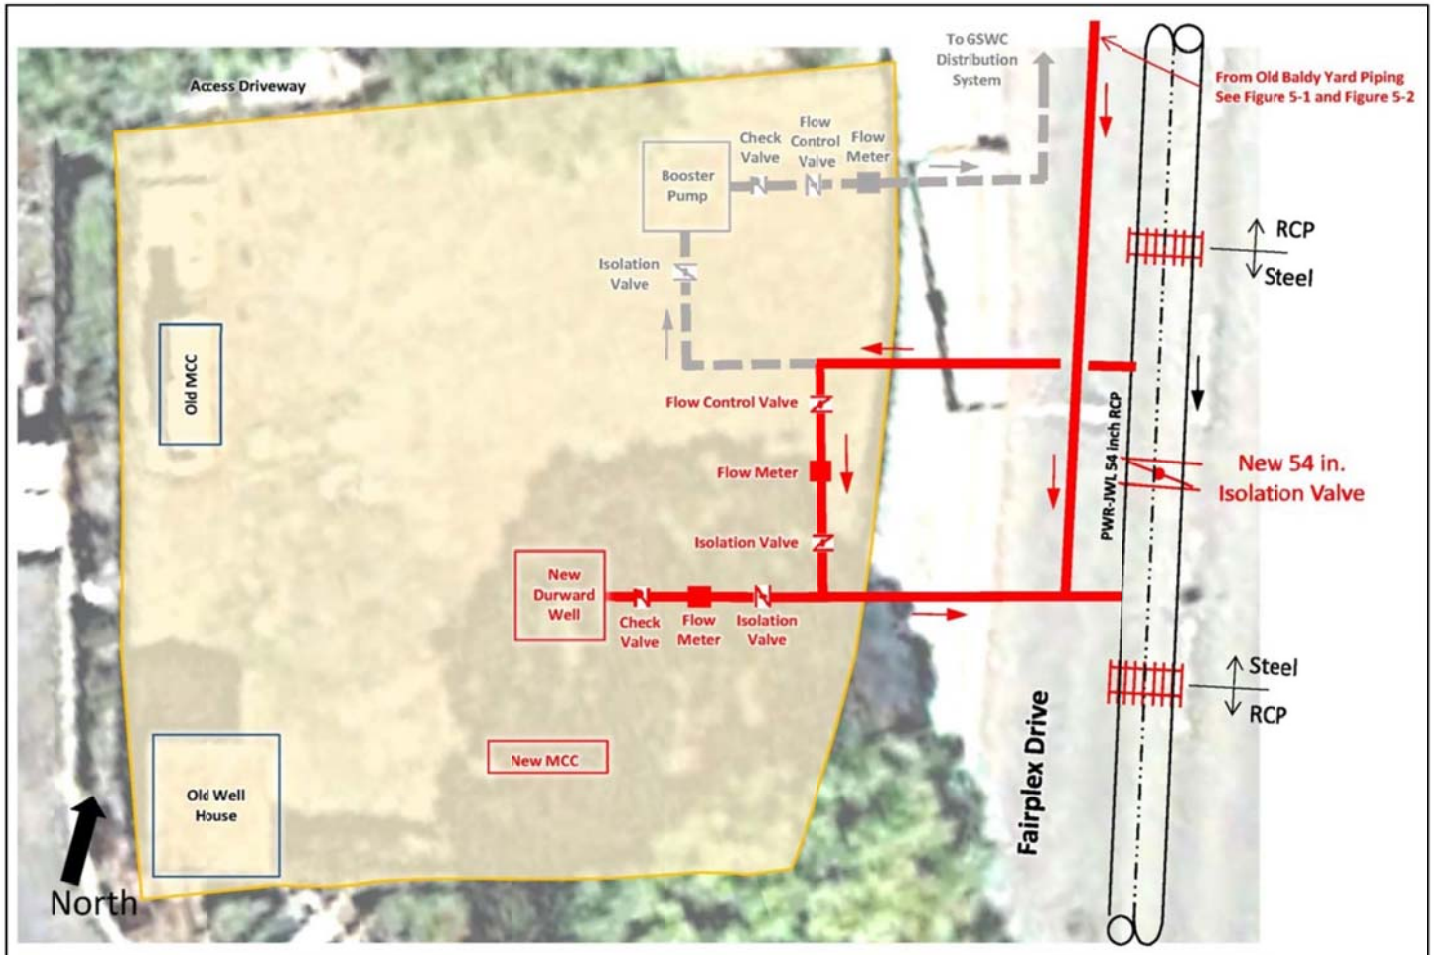 To GSWC
Distribution
System
From Old Baldy Yard Piping
See Figure 5-1 and Figure 5-2
Access Driveway
Check
Valve
Flow
Control
Valve
Flow
Meter
Booster
Pump
RCP
Steel
Isolation
Valve
Old MCC
Flow Control Valve
PWR-JWL 54 inch RCP
Flow Meter
New 54 in.
Isolation Valve
Isolation Valve
New
Durward
Well
Check
Valve
Flow
Meter
Isolation
Valve
Steel
RCP
Fairplex Drive
New MCC
Old Well
House
North